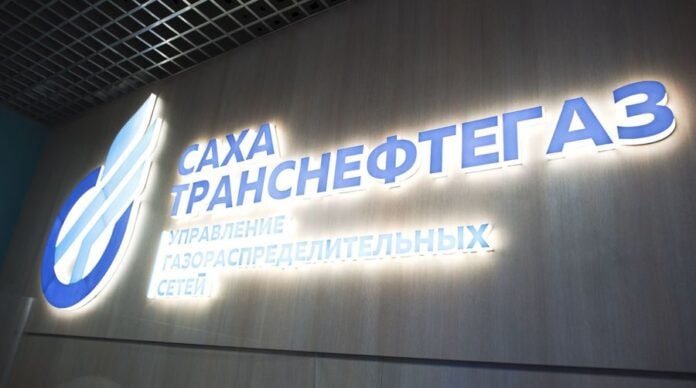 САХА
ТРАНСНЕФТЕГАЗ
УПРАВЛЕНИЕ
ГАЗОРАСПРЕДЕЛИТЕЛЬНЫХ
СЕТЕЙ